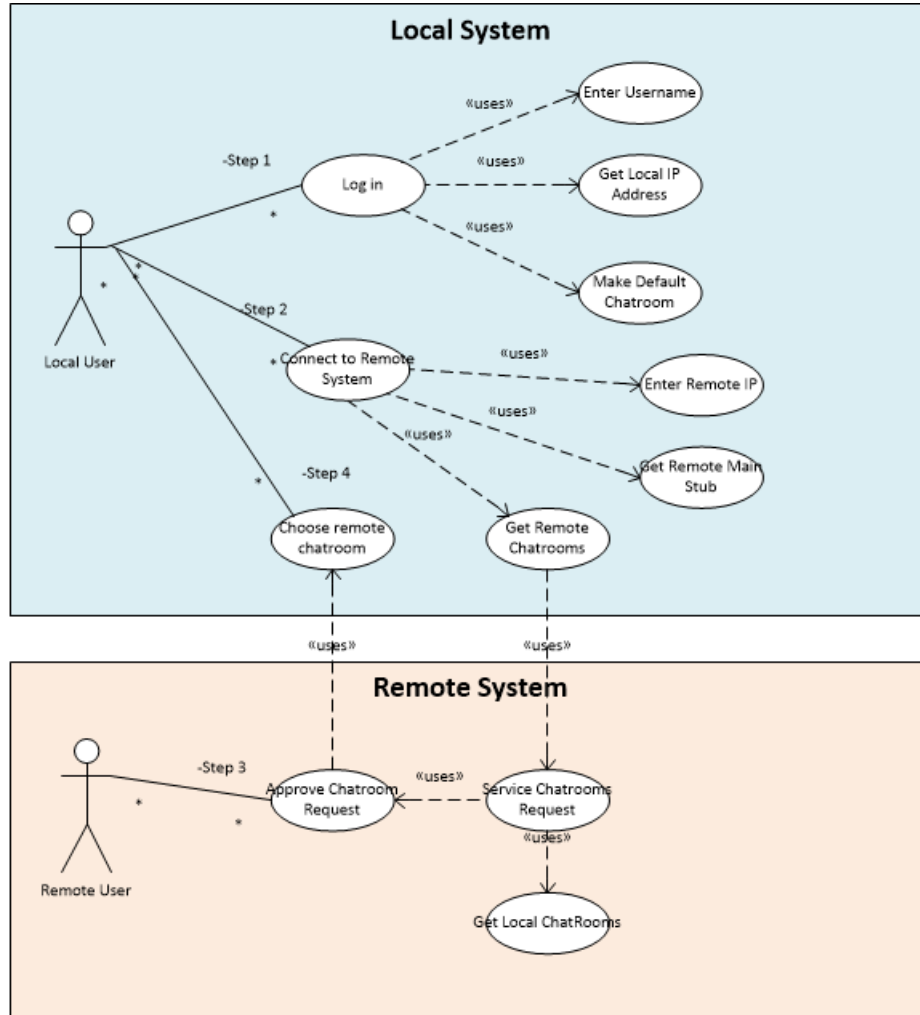 Local System
Enter Username
«uses»
-Step 1
«uses»
Log in
Get Local IP
Address
*
«uses»
*
*
*
Make Default
Chatroom
-Step 2
Local User
*
Connect to Remote
System
«uses»
Enter Remote IP
«uses»
«uses»
Get Remote Main
Stub
-Step 4
*
Choose remote
chatroom
Get Remote
Chatrooms
«uses»
«uses»
Remote System
-Step 3
«uses»
*
Approve Chatroom
Request
Service Chatrooms
Request
*
«uses»
Remote User
Get Local ChatRooms